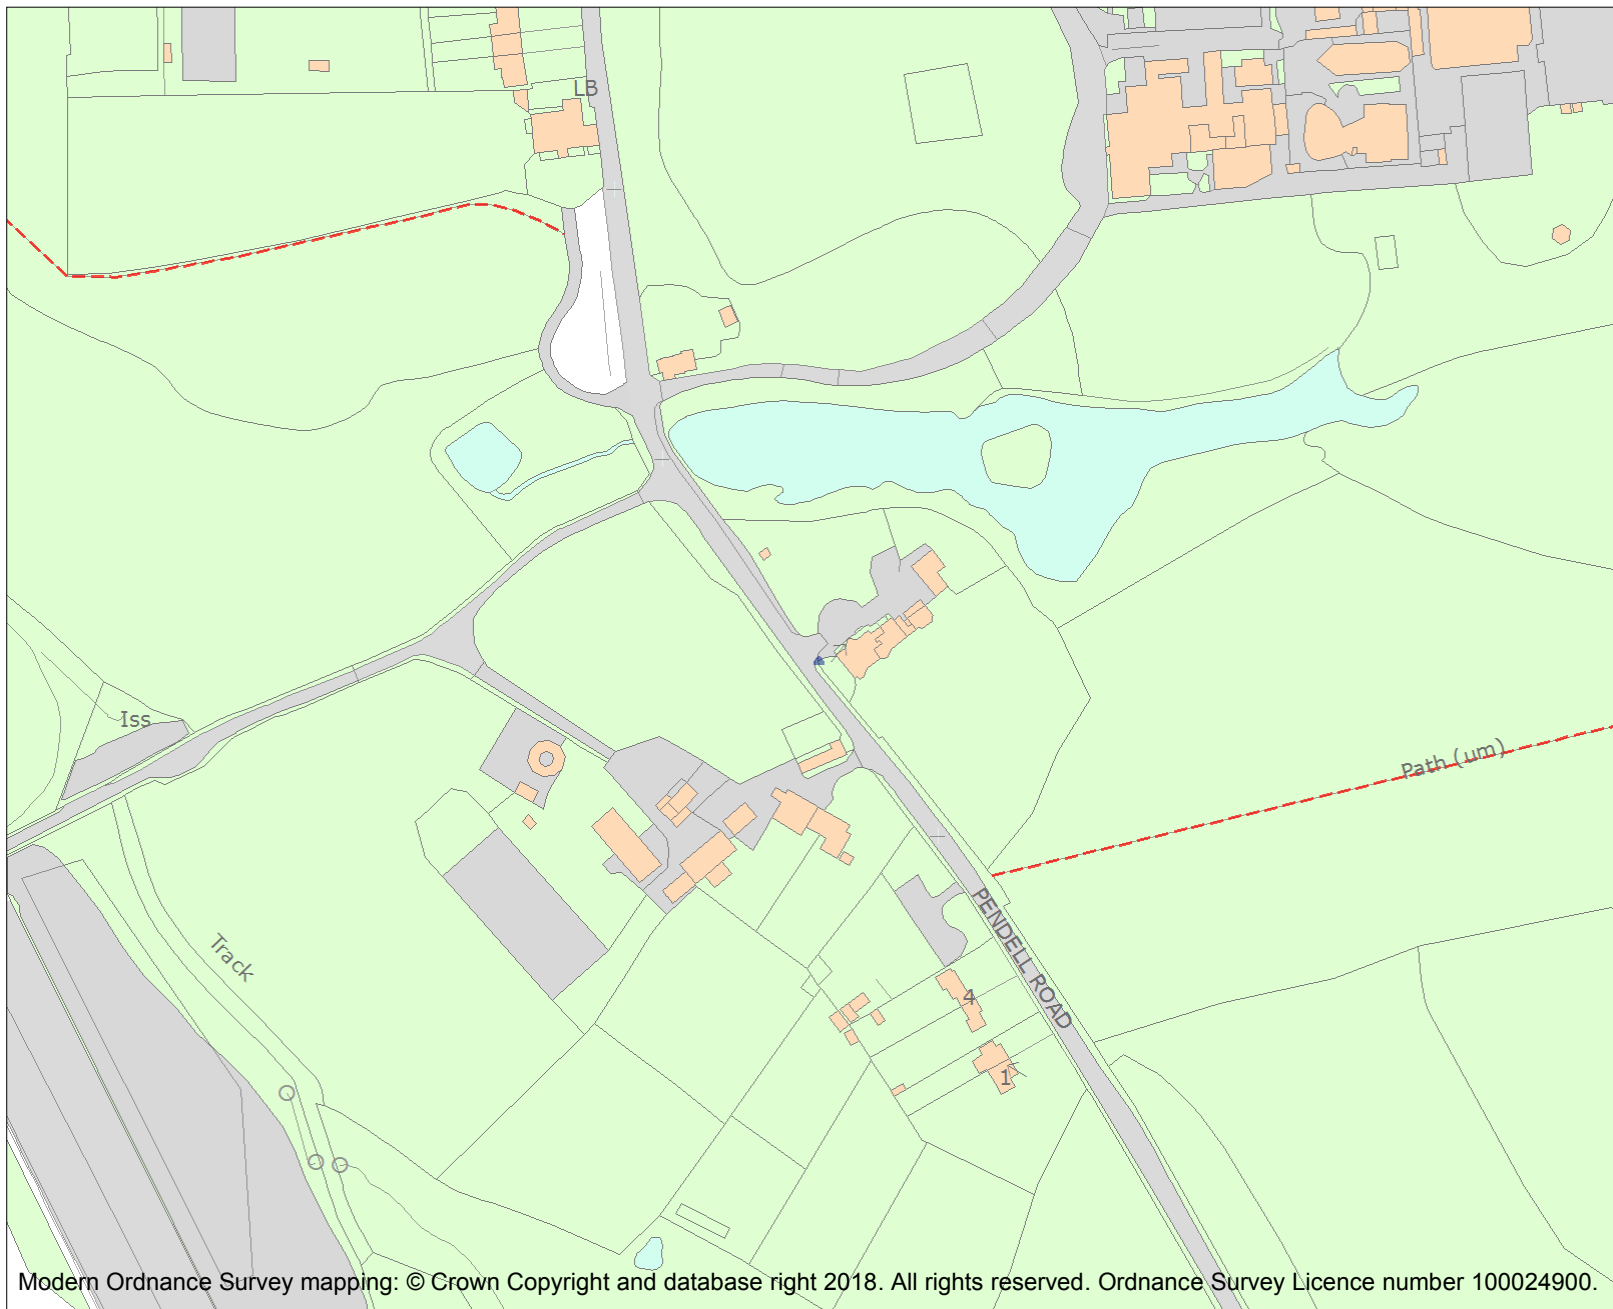 LB
Iss
Path (um)
PENDELL ROAD
Track
4
1
Modern Ordnance Survey mapping: © Crown Copyright and database right 2018. All rights reserved. Ordnance Survey Licence number 100024900.